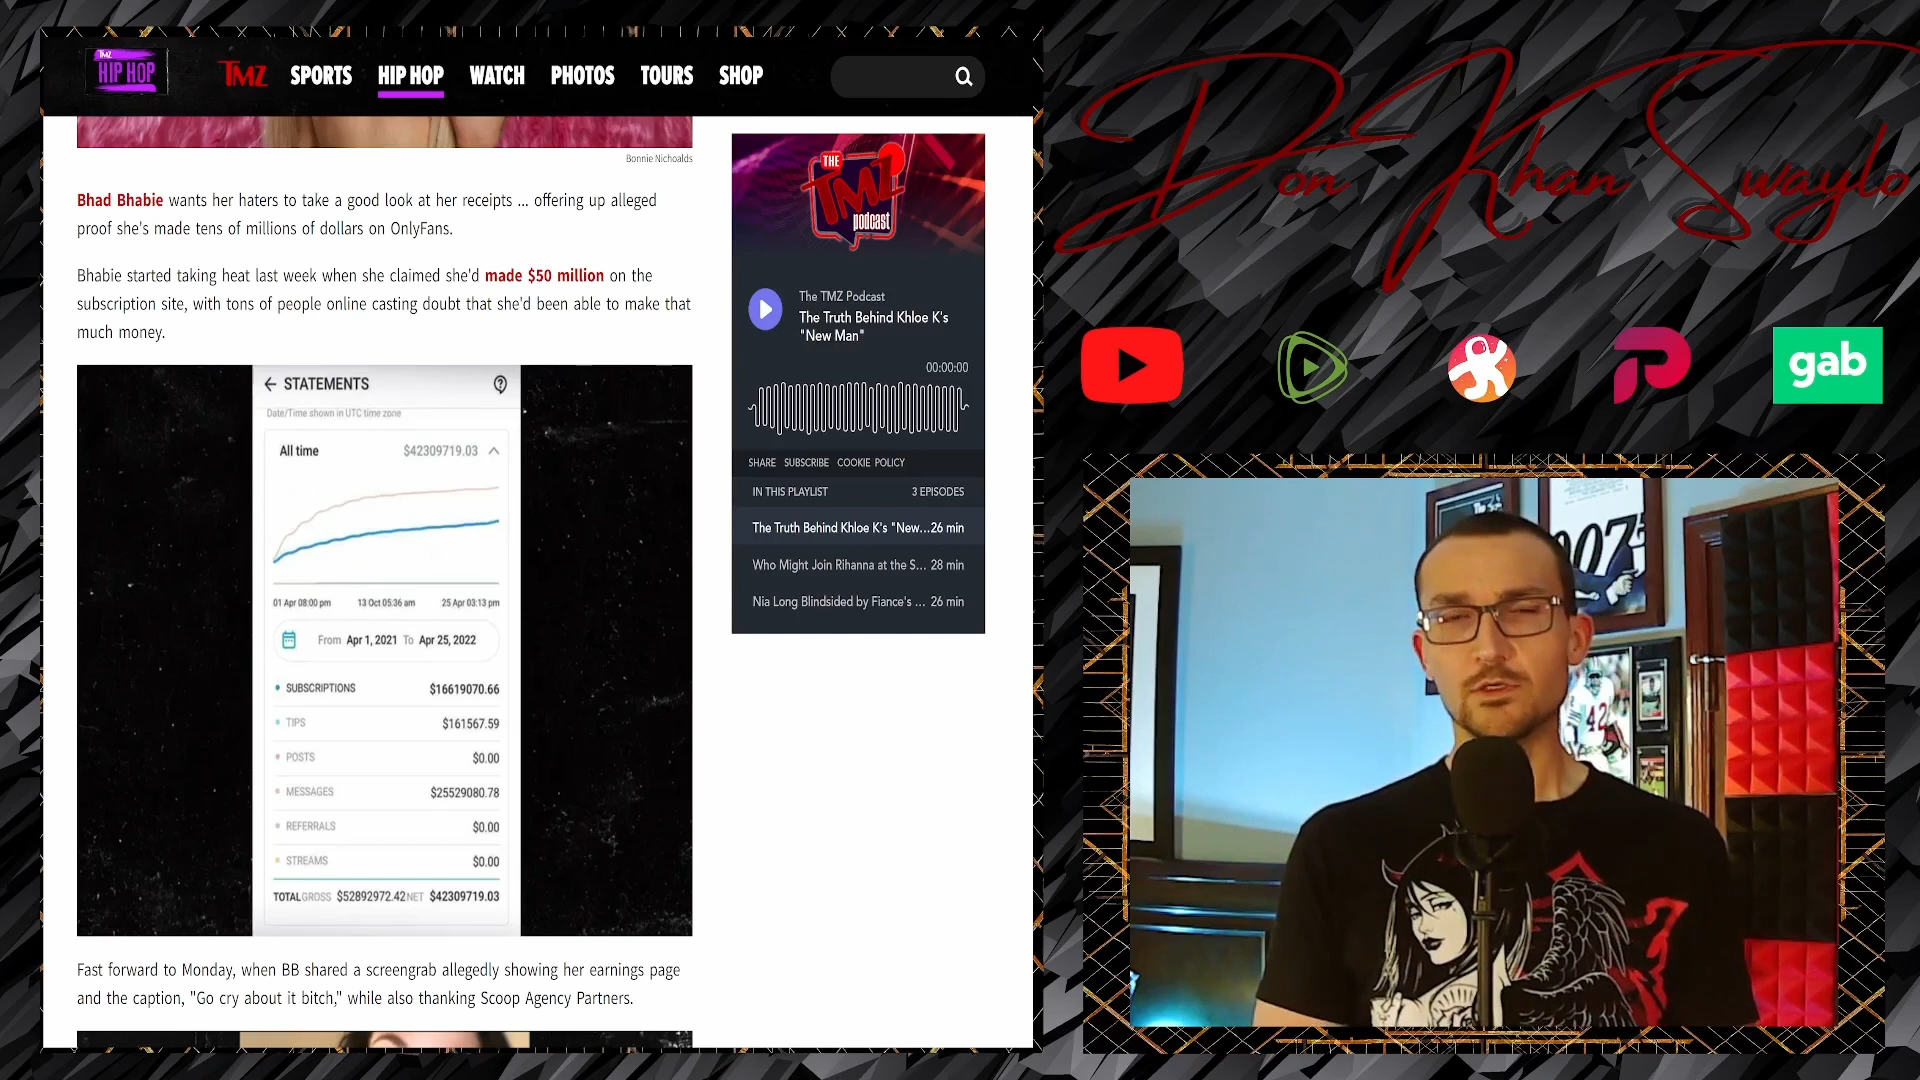 TMZ
HIP HOP
TMZ SPORTS HIP HOP WATCH PHOTOS TOURS SHOP
Bonnie Nichoalds
Bhad Bhabie wants her haters to take a good look at her receipts ... offering up alleged
proof she's made tens of millions of dollars on OnlyFans.
Bhabie started taking heat last week when she claimed she'd made $50 million on the
subscription site, with tons of people online casting doubt that she'd been able to make that
much money.
STATEMENTS
Date/Time shown in UTC time zone
All time $42309719.03
01 Apr 08:00 pm 13 Oct 05:36 am 25 Apr 03:13 pm
From Apr 1, 2021 To Apr 25, 2022
SUBSCRIPTIONS $16619070.66
TIPS $161567.59
POSTS $0.00
MESSAGES $25529080.78
REFERRALS $0.00
STREAMS $0.00
TOTAL GROSS $52892972.42 NET $42309719.03
Fast forward to Monday, when BB shared a screengrab allegedly showing her earnings page
and the caption, "Go cry about it bitch," while also thanking Scoop Agency Partners.
THE
TMZ
podcast
The TMZ Podcast
The Truth Behind Khloe K's
"New Man"
00:00:00
SHARE SUBSCRIBE COOKIE POLICY
IN THIS PLAYLIST 3 EPISODES
The Truth Behind Khloe K's "New... 26 min
Who Might Join Rihanna at the S... 28 min
Nia Long Blindsided by Fiance's ... 26 min
Don Khan Swaylo
gab
007
42